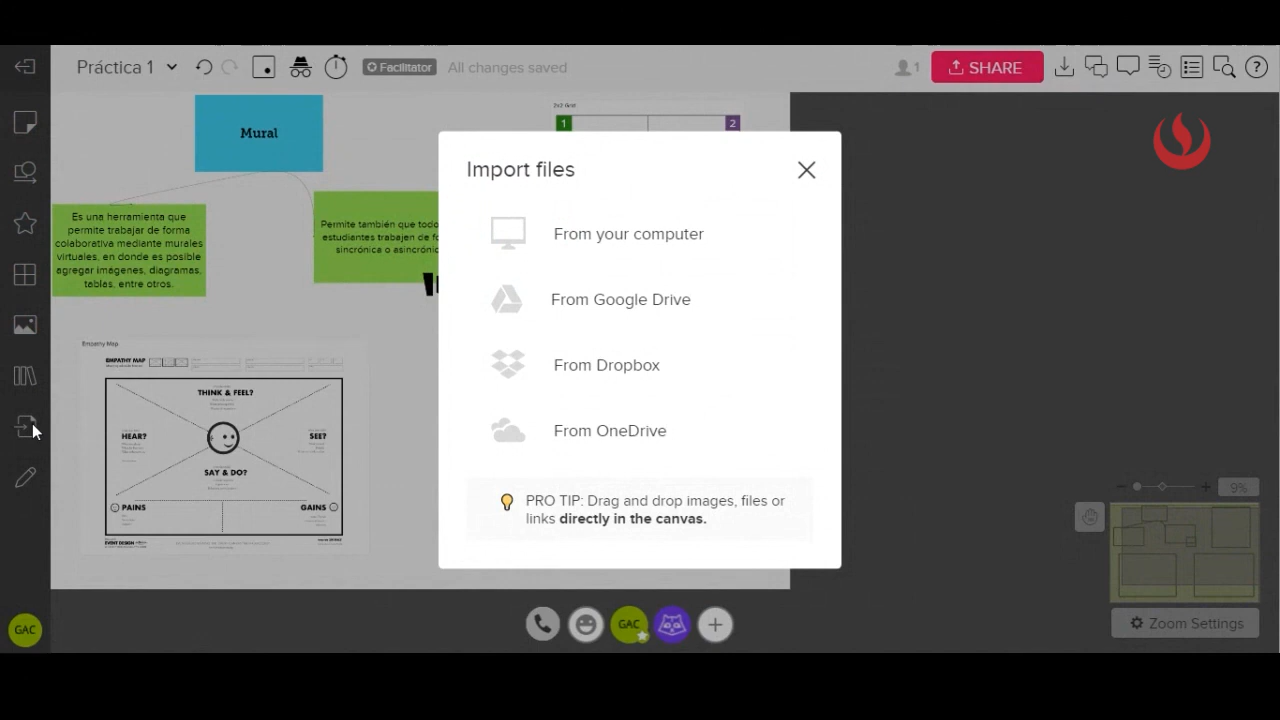 Práctica 1
Facilitator
All changes saved
1
SHARE
?
2x2 Grid
1
2
Mural
Es una herramienta que
permite trabajar de forma
colaborativa mediante murales
virtuales, en donde es posible
agregar imágenes, diagramas,
tablas, entre otros.
Permite también que todo
estudiantes trabajen de fo
sincrónica o asincrónic
Import files
From your computer
From Google Drive
From Dropbox
From OneDrive
PRO TIP: Drag and drop images, files or
links directly in the canvas.
Empathy Map
EMPATHY MAP
THINK & FEEL?
HEAR?
SEE?
SAY & DO?
PAINS
GAINS
EVENT DESIGN
9%
Zoom Settings
GAC
GAC